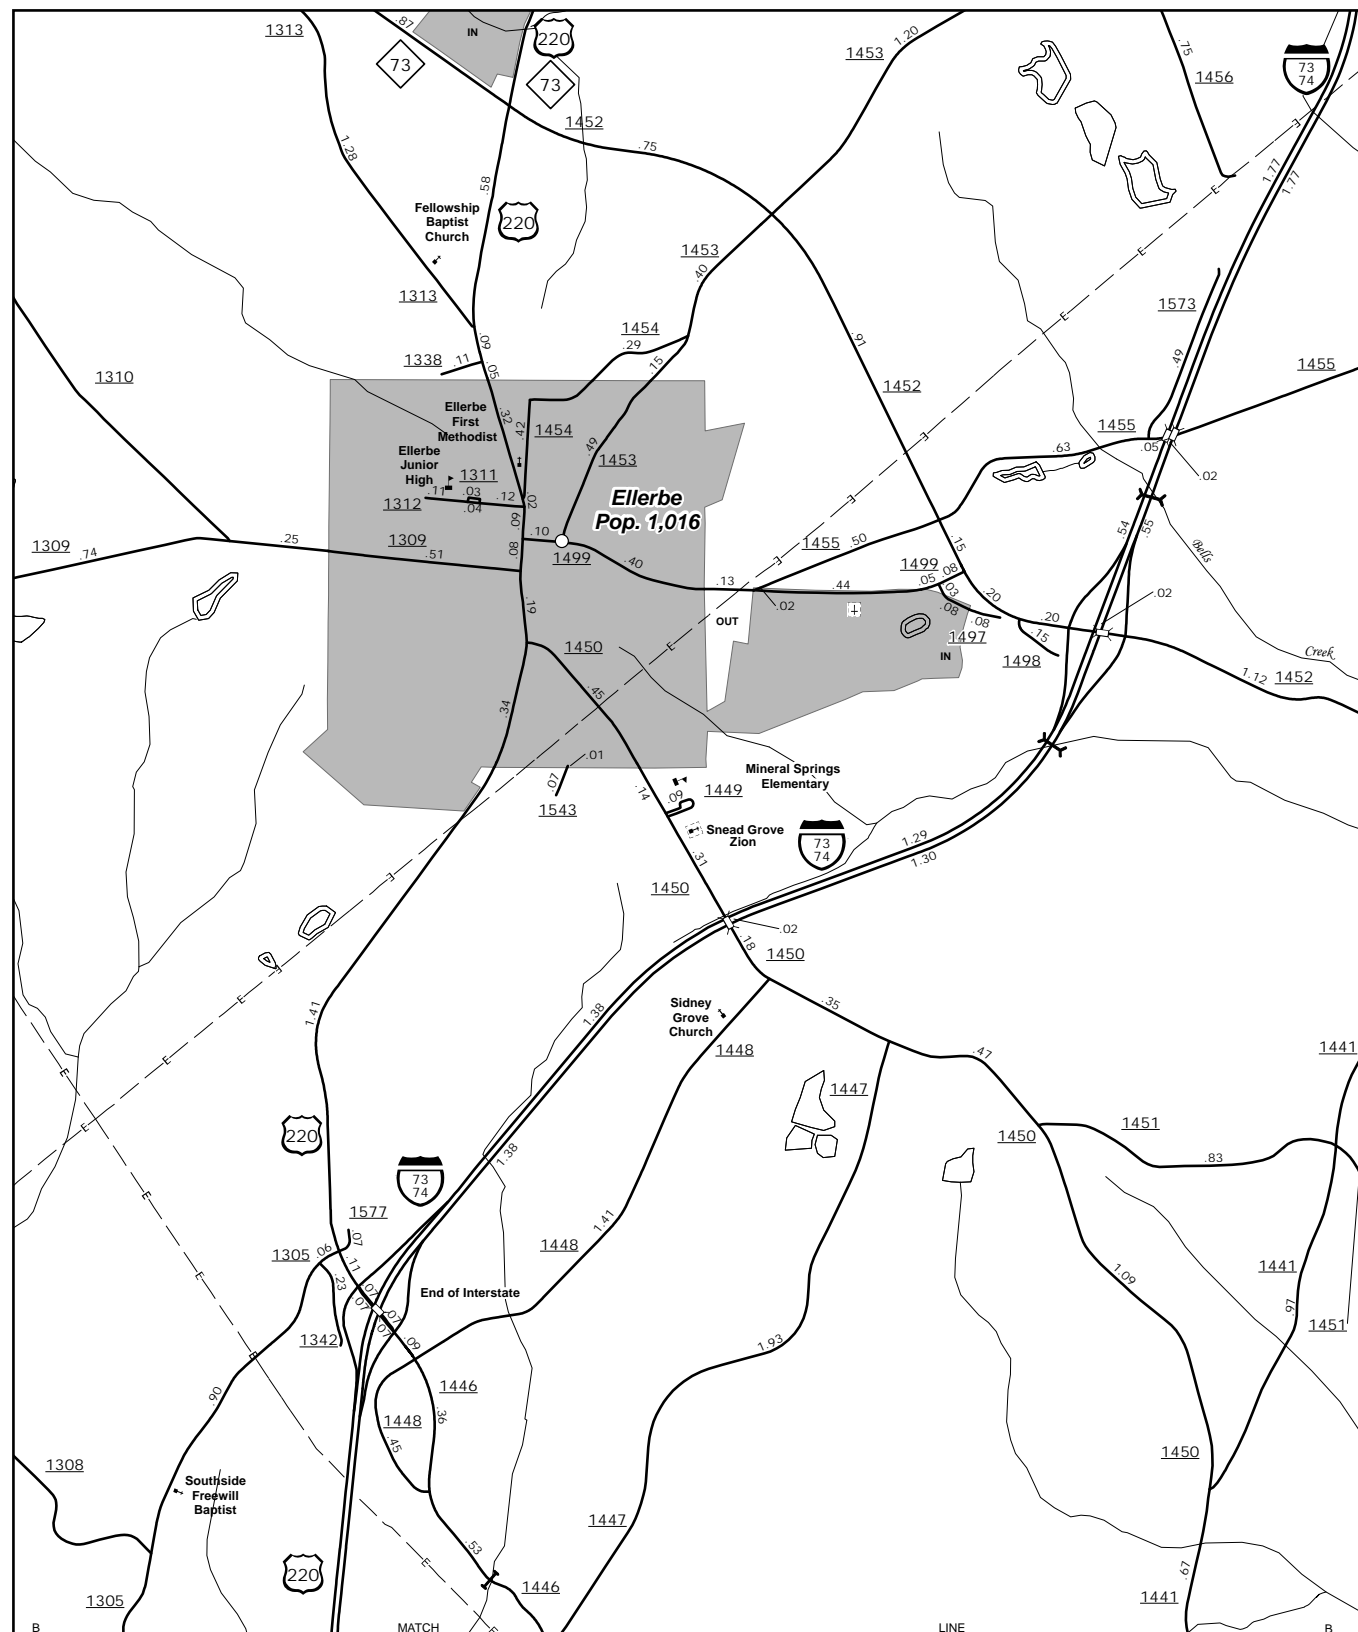 1313
.87
IN
220
73
73
1452
.75
1453
1.20
.75
1456
73
74
1.28
.58
1.77
1.77
Fellowship
Baptist
Church
220
E
E
E
E
1313
1453
.40
.91
1573
.49
.09
1454
.29
.15
1338
.11
.05
1310
1452
1455
Ellerbe
First
Methodist
.32
.42
1454
.49
1453
E
1455
.05
.63
.02
Ellerbe
Junior
High
1311
.11
.03
.12
.02
1312
.04
Ellerbe
Pop. 1,016
E
.09
.10
.08
1499
1309
.74
.25
1309
.51
.40
.13
E
1455
.50
.15
1499
.08
.05
.03
.44
.02
.54
.55
Bells
Creek
.02
.20
.08
.08
1497
.20
.15
1498
OUT
IN
.19
1450
E
.45
.34
1.12
1452
.01
.07
1543
.14
Mineral Springs
Elementary
.09
1449
Snead Grove
Zion
73
74
1.29
1.30
.31
1450
E
.02
.18
1450
E
E
1.41
1.38
Sidney
Grove
Church
.35
1448
.47
1441
1447
E
E
E
220
1450
1451
.83
1.38
73
74
E
1577
.07
1305
.06
.11
.23
1.41
1448
E
1.09
1441
.97
1451
End of Interstate
.07
.07
.07
.07
.09
1342
E
1.93
1446
.90
.36
1448
.45
1308
1450
Southside
Freewill
Baptist
1447
.53
E
220
1446
.67
1441
1305
B
MATCH
E
LINE
B